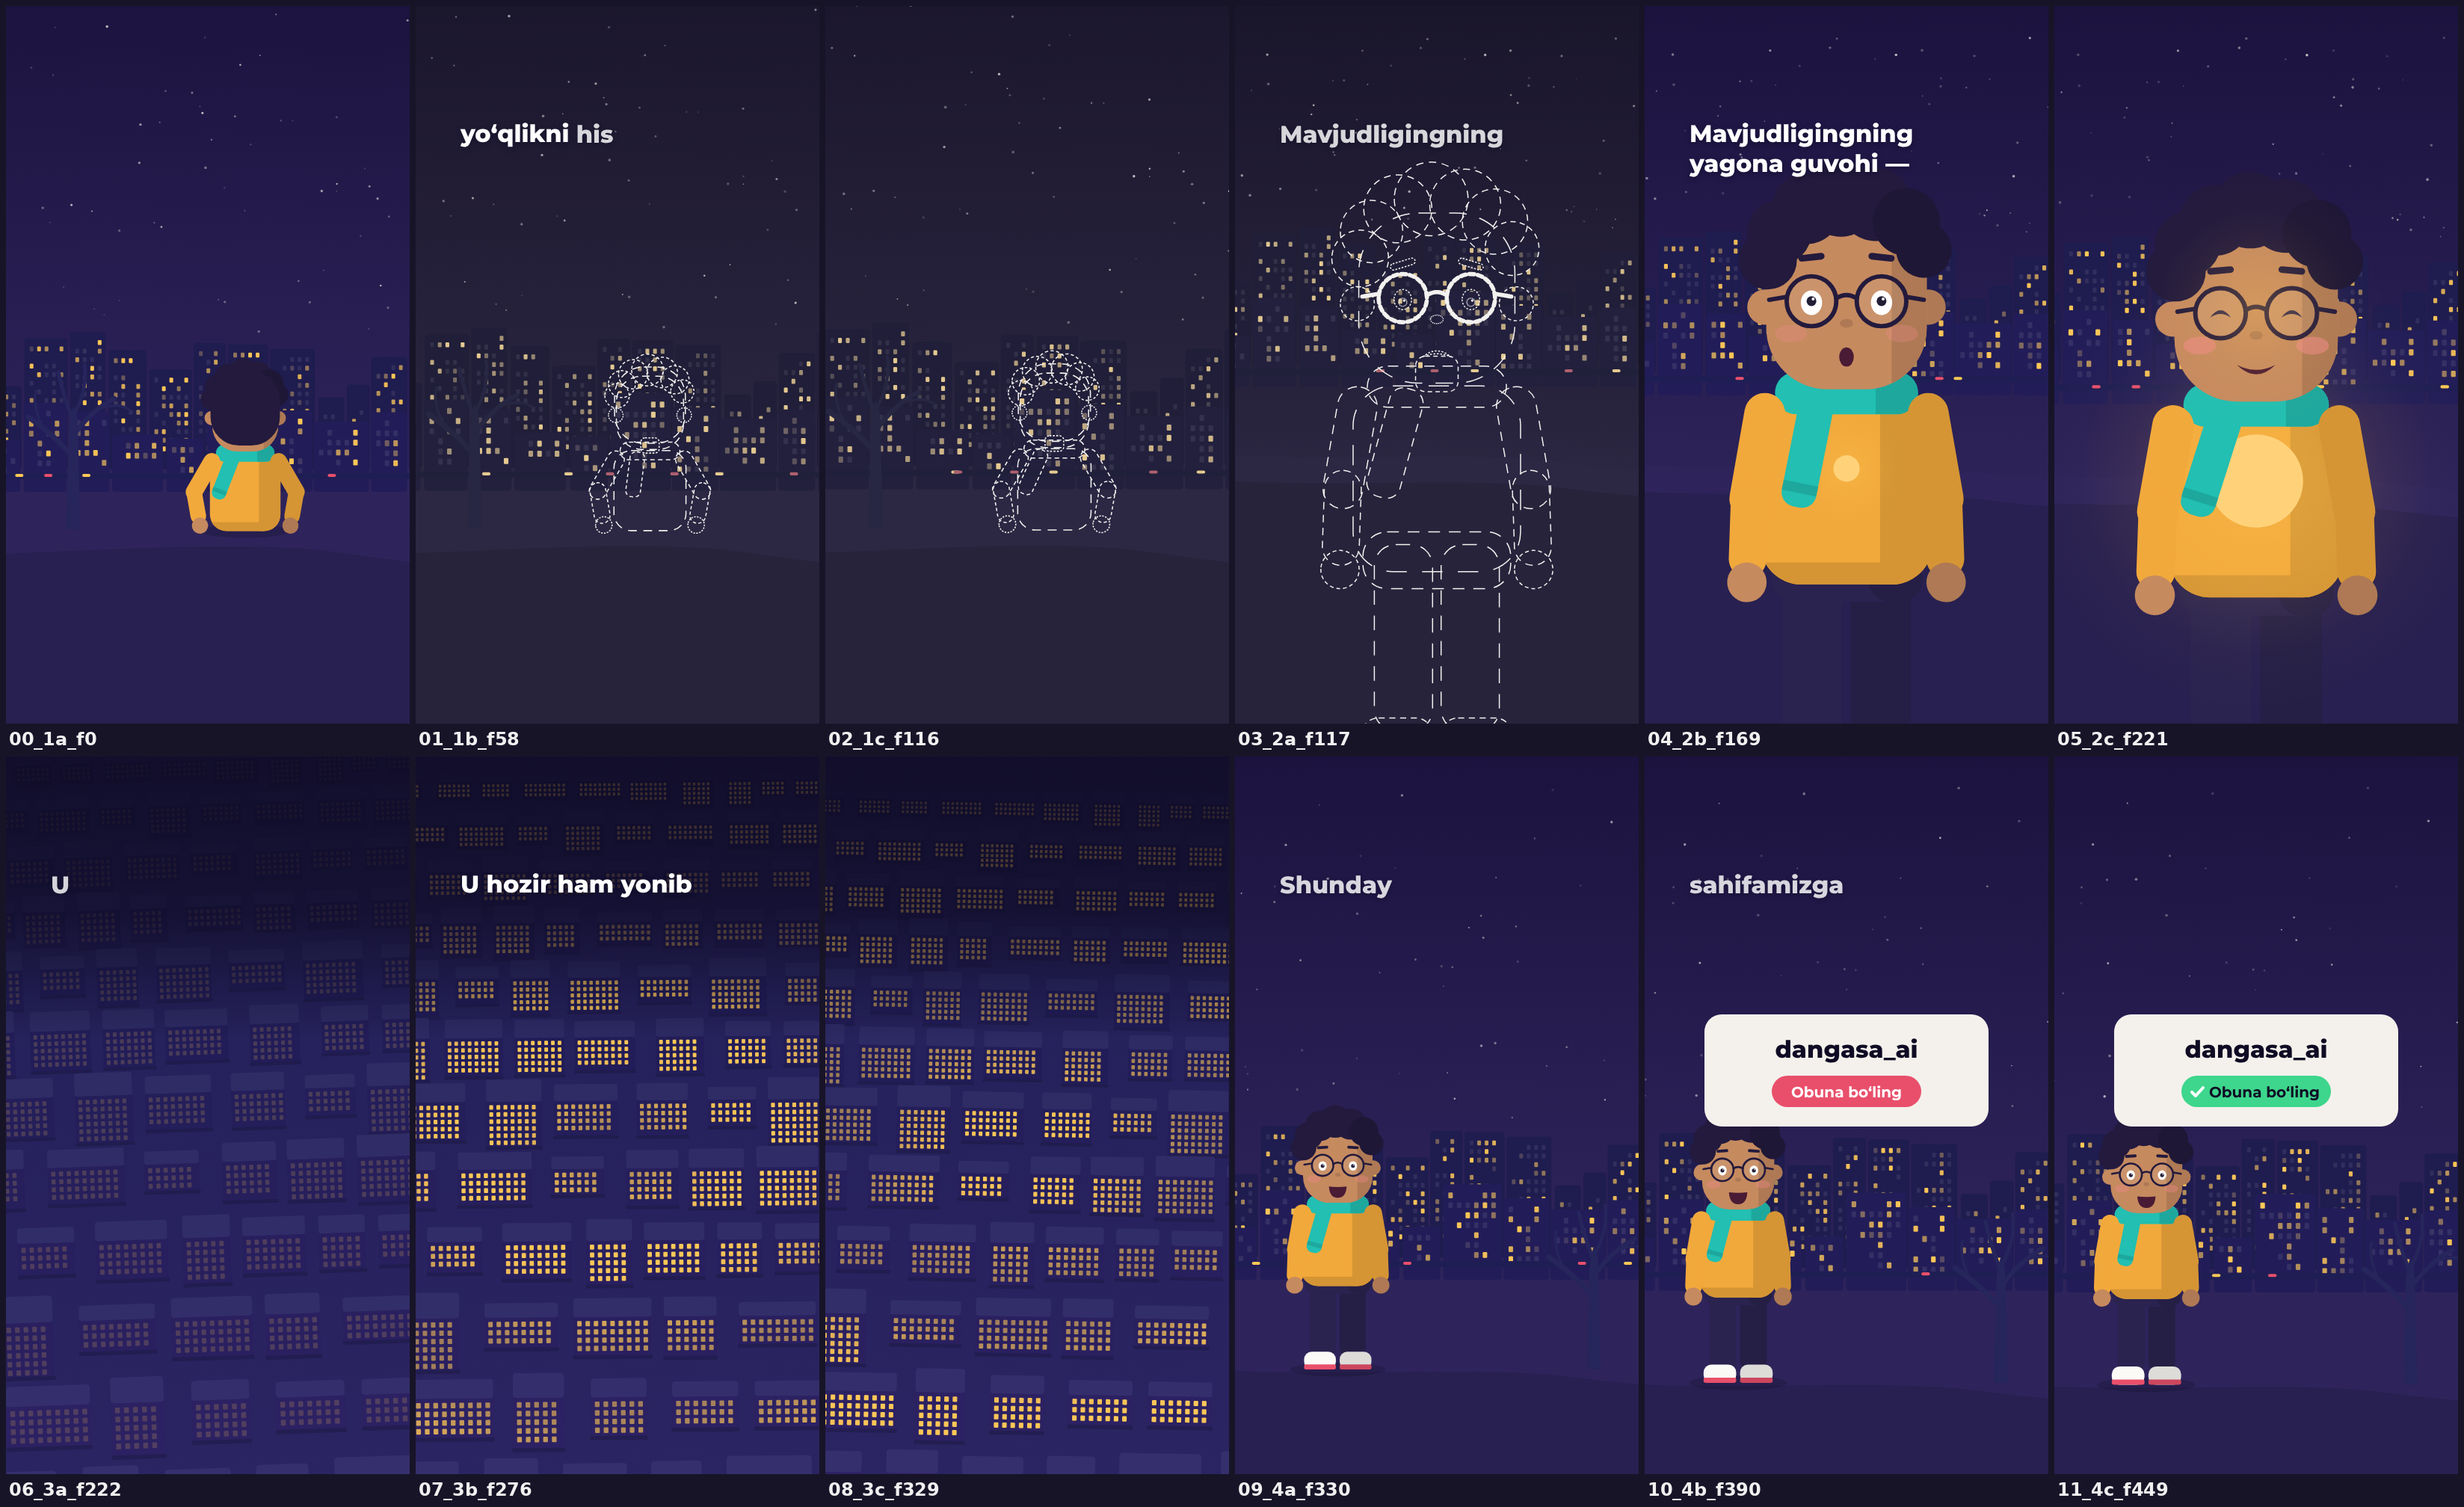 yo‘qlikni his
Mavjudligingning
Mavjudligingning
yagona guvohi —
00_1a_f0
01_1b_f58
02_1c_f116
03_2a_f117
04_2b_f169
05_2c_f221
U
U hozir ham yonib
Shunday
sahifamizga
dangasa_ai
Obuna bo‘ling
dangasa_ai
Obuna bo‘ling
06_3a_f222
07_3b_f276
08_3c_f329
09_4a_f330
10_4b_f390
11_4c_f449